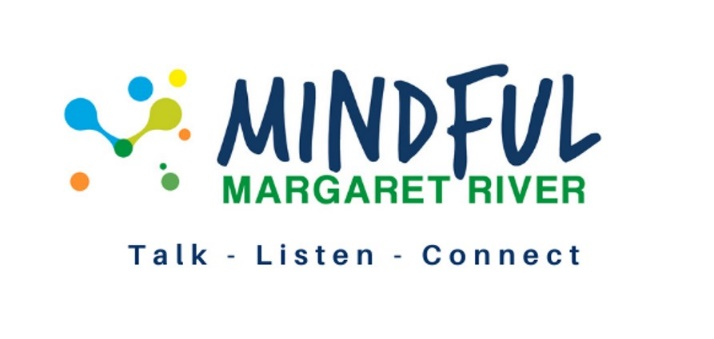 MINDFUL
MARGARET RIVER
Talk - Listen - Connect